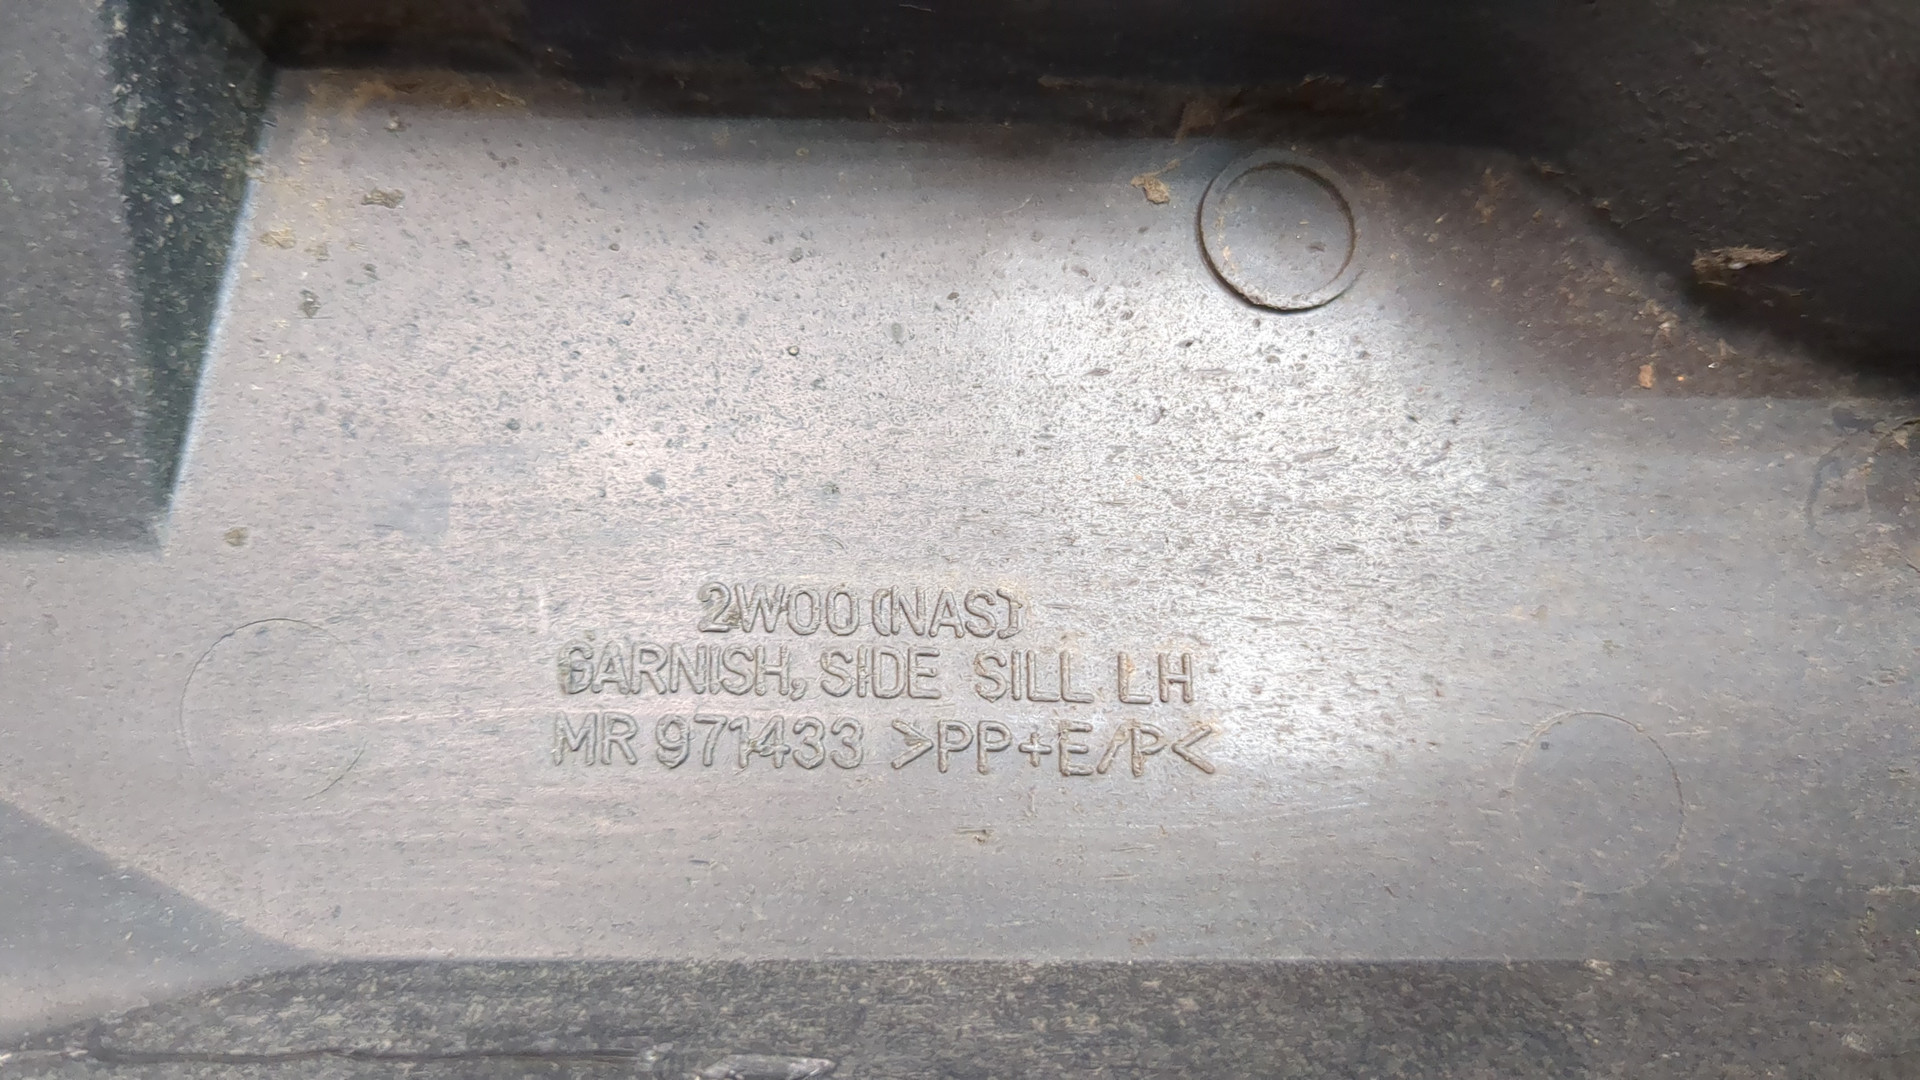 2W00 (NAS)
GARNISH, SIDE SILL LH
MR 971433 >PP+E/P<